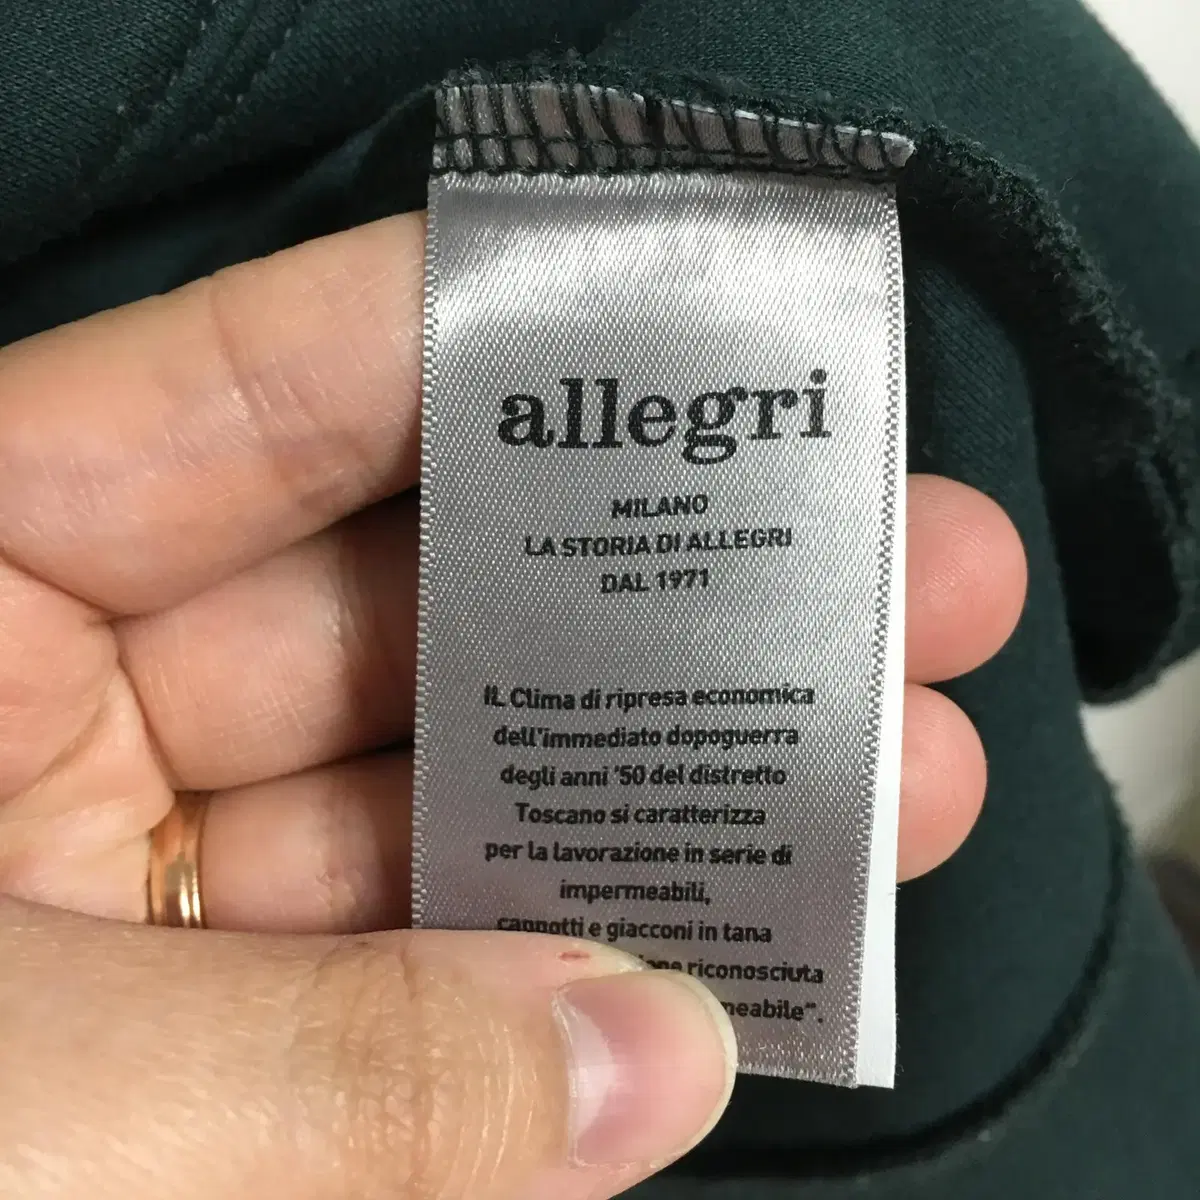 allegri
MILANO
LA STORIA DI ALLEGRI
DAL 1971
IL Clima di ripresa economica
dell'immediato dopoguerra
degli anni '50 del distretto
Toscano si caratterizza
per la lavorazione in serie di
impermeabili,
cappotti e giacconi in tana
riconosciuta